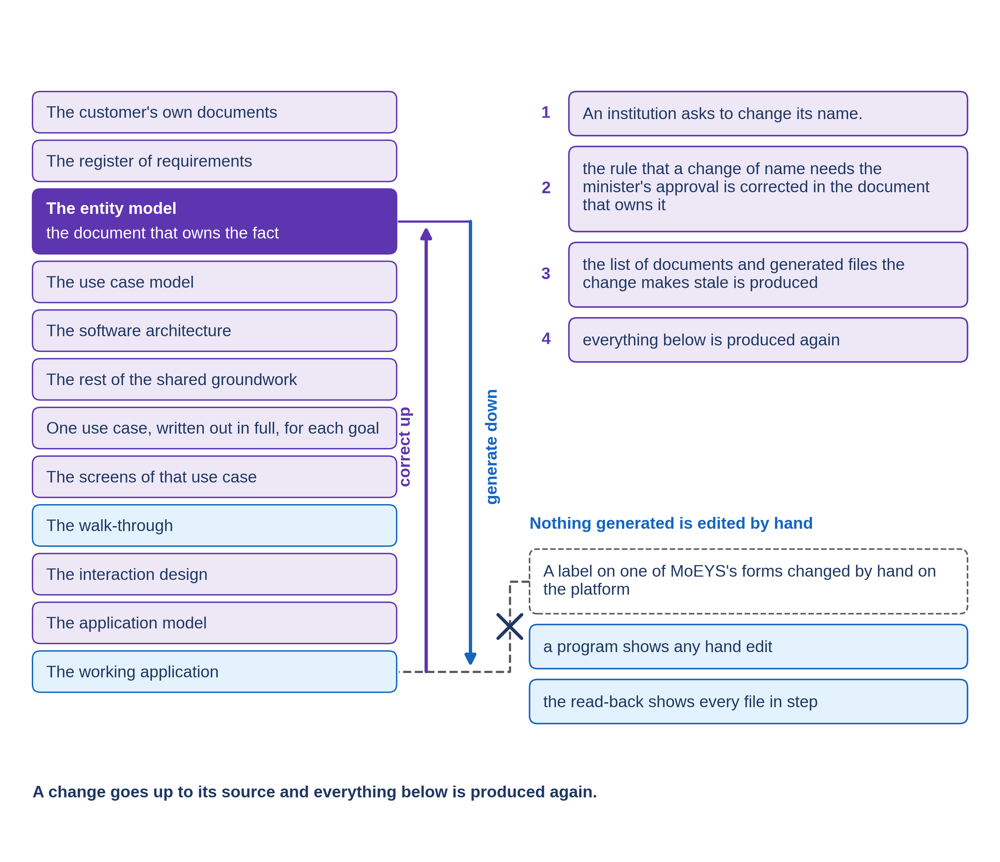 The customer's own documents
The register of requirements
The entity model
the document that owns the fact
The use case model
The software architecture
The rest of the shared groundwork
One use case, written out in full, for each goal
The screens of that use case
The walk-through
The interaction design
The application model
The working application
correct up
generate down
1
An institution asks to change its name.
2
the rule that a change of name needs the
minister's approval is corrected in the document
that owns it
3
the list of documents and generated files the
change makes stale is produced
4
everything below is produced again
Nothing generated is edited by hand
A label on one of MoEYS's forms changed by hand on
the platform
a program shows any hand edit
the read-back shows every file in step
A change goes up to its source and everything below is produced again.